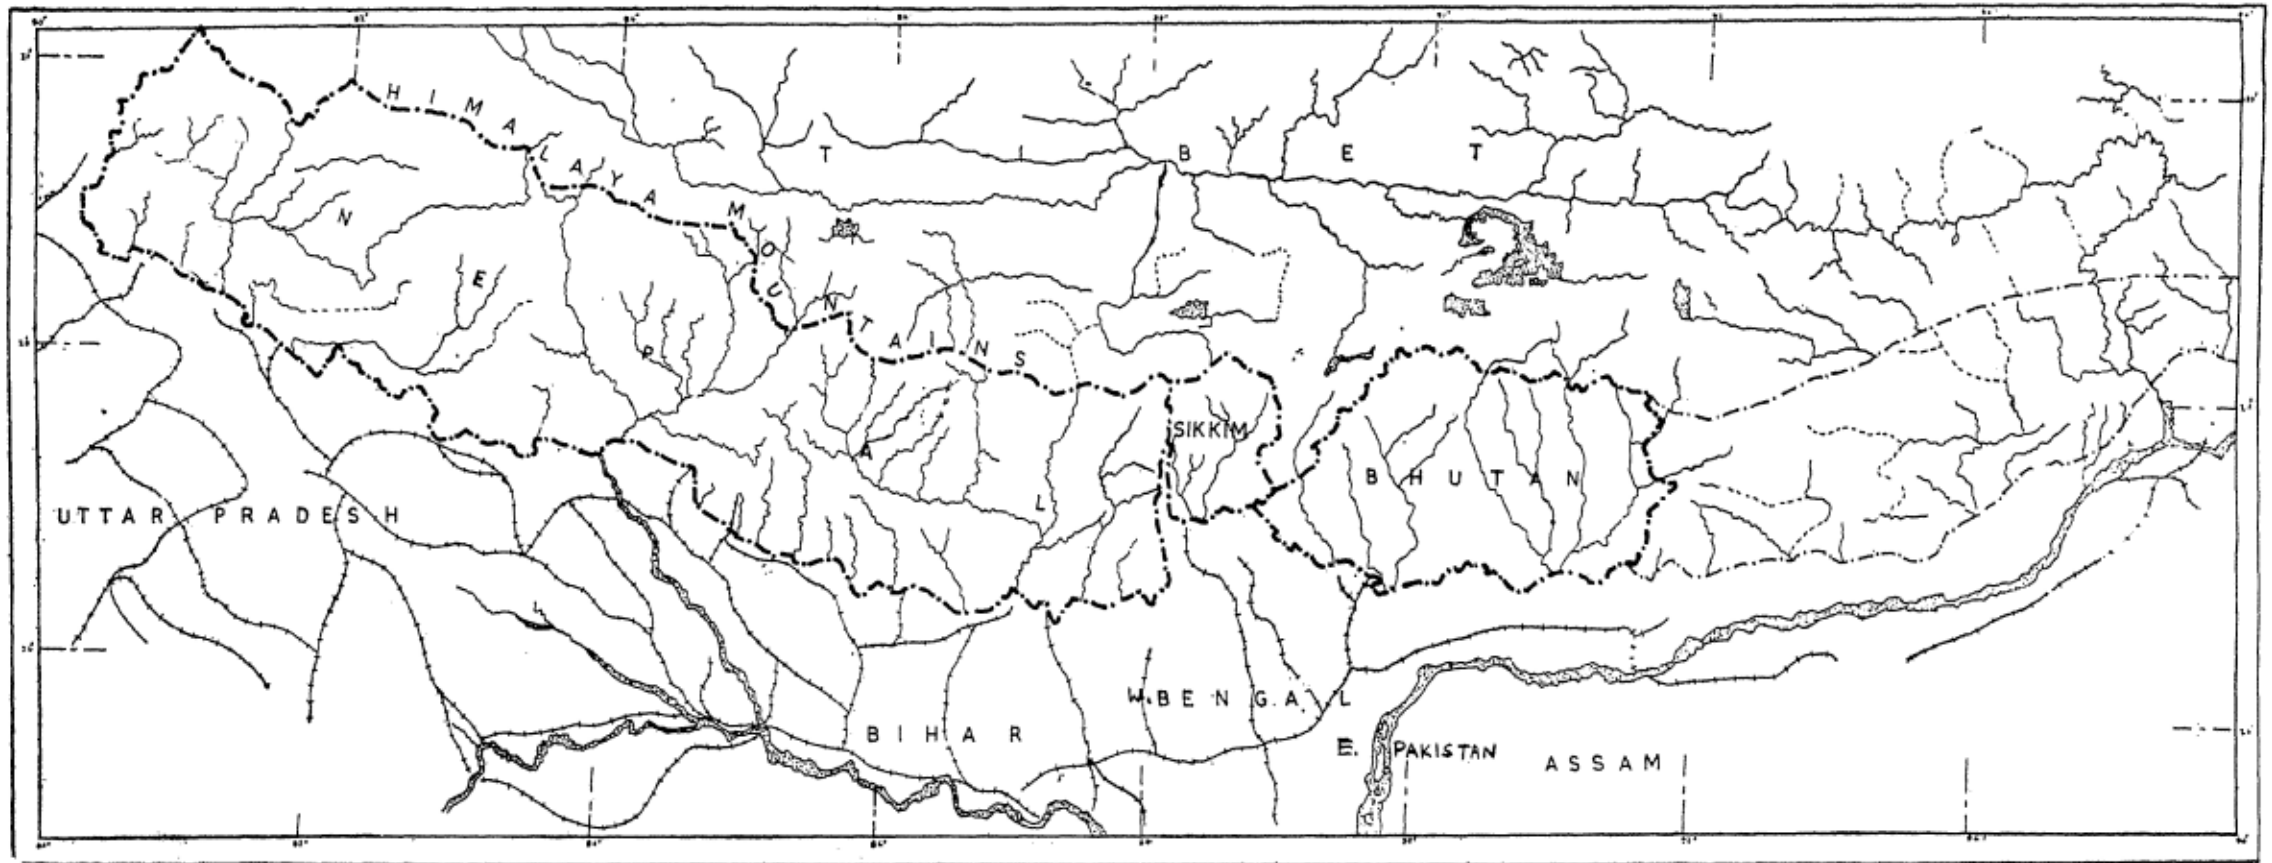 HIMALAYA MOUNTAINS
TIBET
NEPAL
SIKKIM
BHUTAN
UTTAR PRADESH
W. BENGAL
BIHAR
E. PAKISTAN
ASSAM